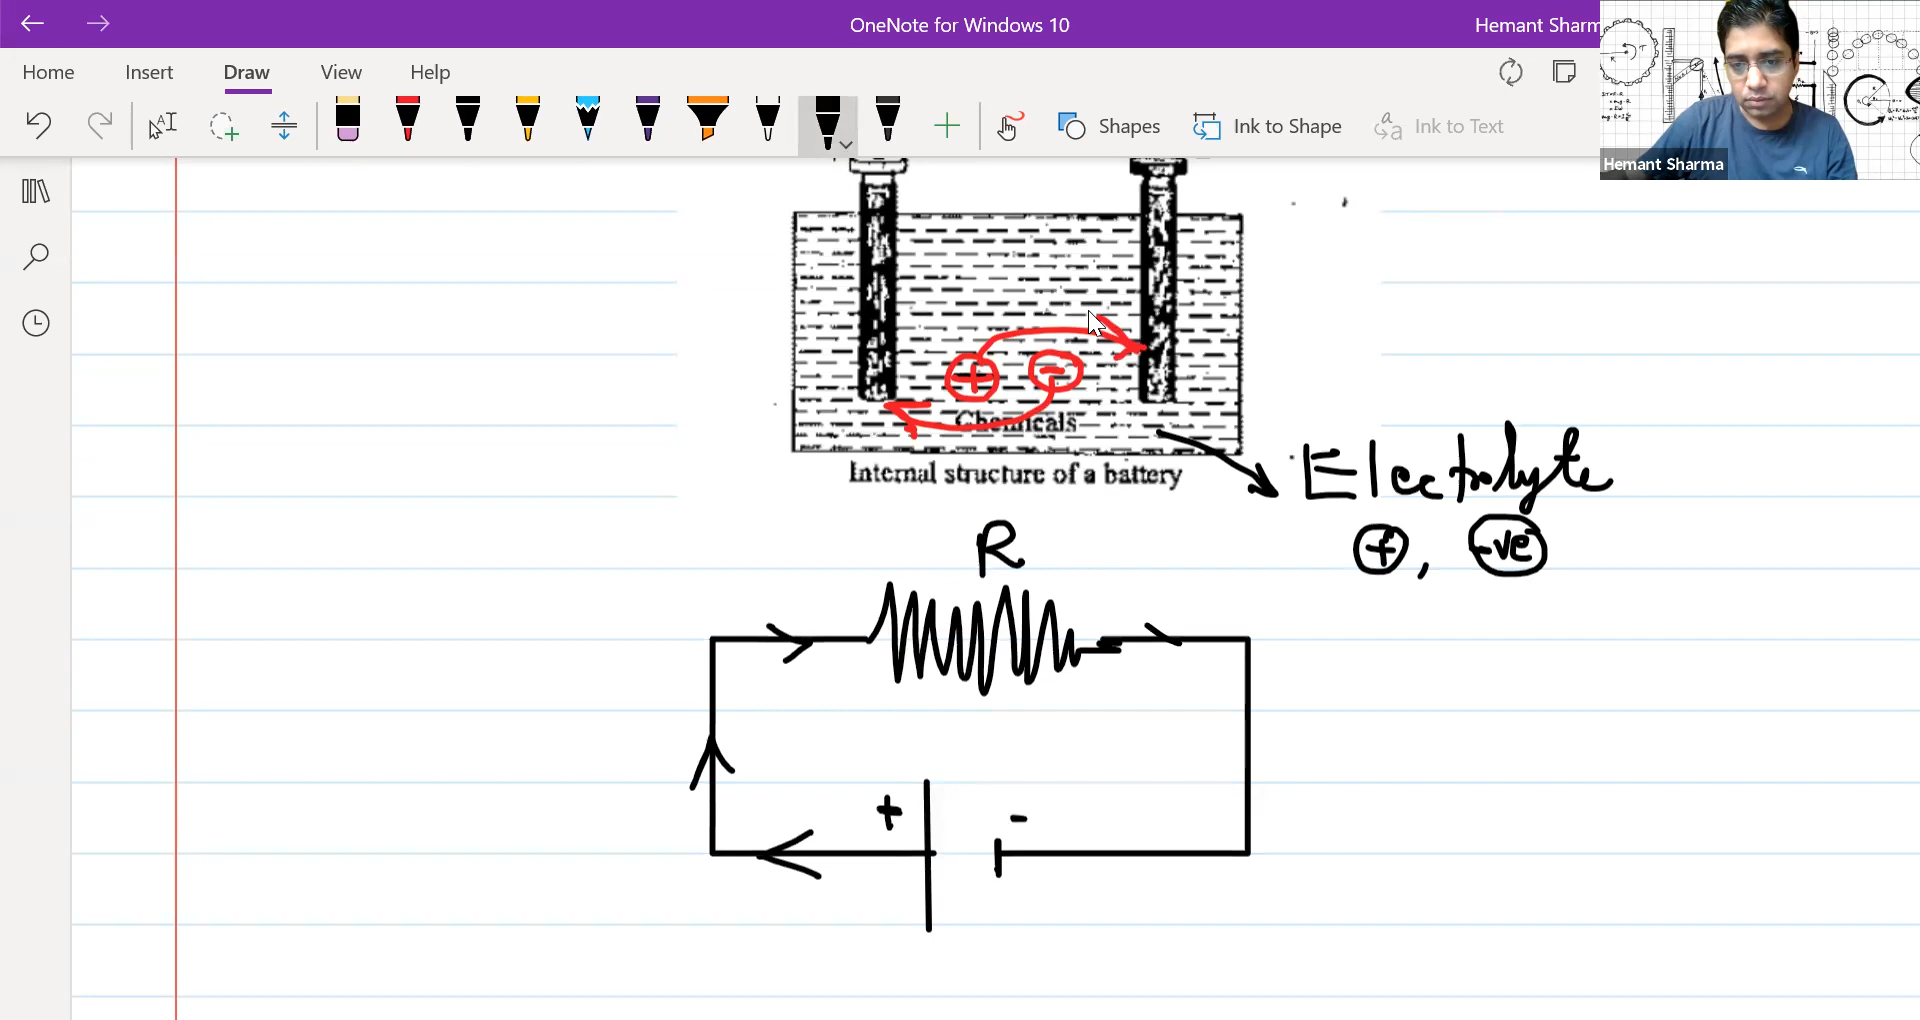 OneNote for Windows 10
Hemant Sharm
Home Insert Draw View Help
Shapes Ink to Shape Ink to Text
Hemant Sharma
+ -
Chemicals
Internal structure of a battery
Electrolyte
+, -ve
R
+ -